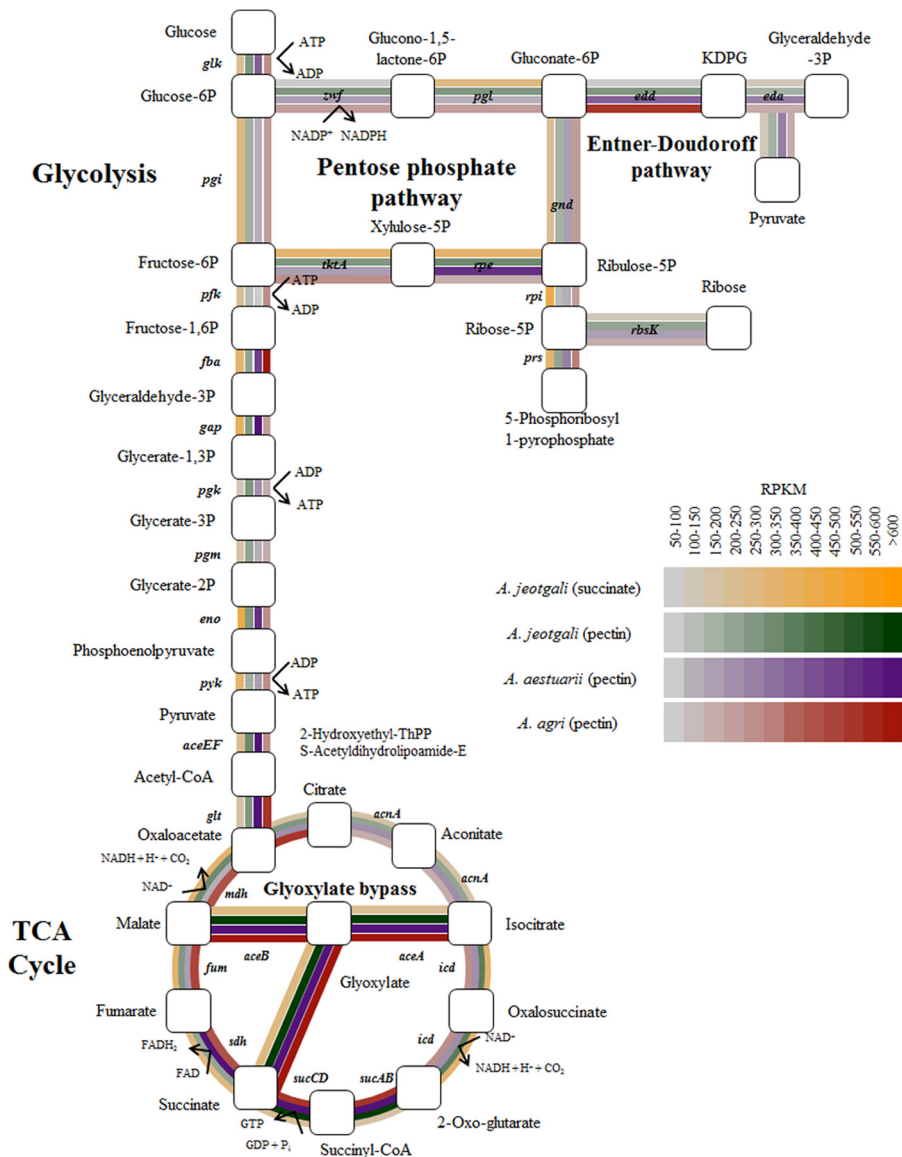 Glucose
glk
ATP
ADP
Glucose-6P
Glucono-1,5-
lactone-6P
Gluconate-6P
KDPG
Glyceraldehyde
-3P
zwf
pgl
edd
eda
NADP⁺
NADPH
Glycolysis
pgi
Pentose phosphate
pathway
Entner-Doudoroff
pathway
gnd
Pyruvate
Xylulose-5P
Fructose-6P
tktA
rpe
Ribulose-5P
pfk
ATP
ADP
rpi
Ribose
Fructose-1,6P
Ribose-5P
rbsK
fba
prs
Glyceraldehyde-3P
5-Phosphoribosyl
1-pyrophosphate
gap
Glycerate-1,3P
pgk
ADP
ATP
Glycerate-3P
pgm
Glycerate-2P
eno
Phosphoenolpyruvate
pyk
ADP
ATP
Pyruvate
aceEF
2-Hydroxyethyl-ThPP
S-Acetyldihydrolipoamide-E
Acetyl-CoA
glt
RPKM
50-100
100-150
150-200
200-250
250-300
300-350
350-400
400-450
450-500
500-550
550-600
>600
A. jeotgali (succinate)
A. jeotgali (pectin)
A. aestuarii (pectin)
A. agri (pectin)
Citrate
acnA
Oxaloacetate
Aconitate
NADH + H⁺ + CO₂
NAD⁺
mdh
Glyoxylate bypass
acnA
TCA
Cycle
Malate
Isocitrate
aceB
aceA
fum
icd
Glyoxylate
Fumarate
Oxalosuccinate
FADH₂
FAD
sdh
icd
NAD⁺
NADH + H⁺ + CO₂
sucCD
sucAB
Succinate
GTP
GDP + Pᵢ
2-Oxo-glutarate
Succinyl-CoA